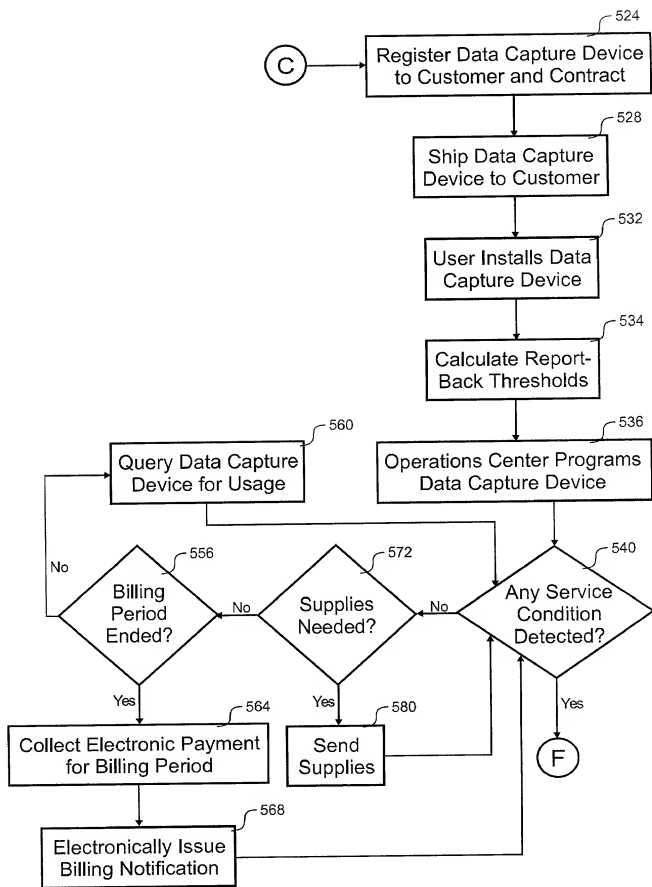 524
C
Register Data Capture Device
to Customer and Contract
528
Ship Data Capture
Device to Customer
532
User Installs Data
Capture Device
534
Calculate Report-
Back Thresholds
560
Query Data Capture
Device for Usage
536
Operations Center Programs
Data Capture Device
556
Billing
Period
Ended?
No
572
Supplies
Needed?
No
540
Any Service
Condition
Detected?
No
Yes
564
Collect Electronic Payment
for Billing Period
Yes
580
Send
Supplies
Yes
F
568
Electronically Issue
Billing Notification